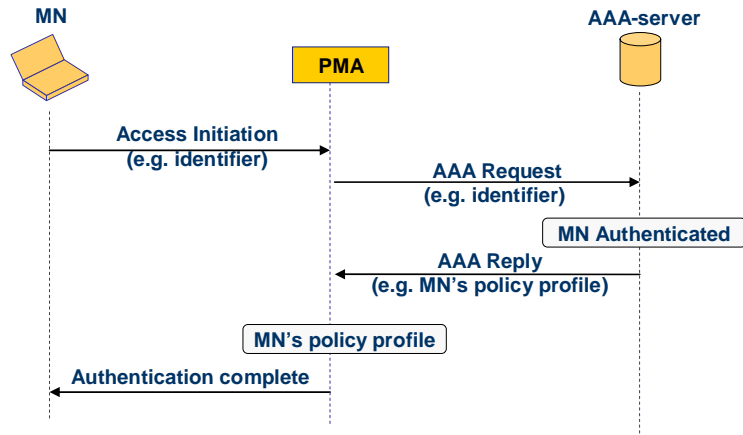 MN
AAA-server
PMA
Access Initiation
(e.g. identifier)
AAA Request
(e.g. identifier)
MN Authenticated
AAA Reply
(e.g. MN's policy profile)
MN's policy profile
Authentication complete